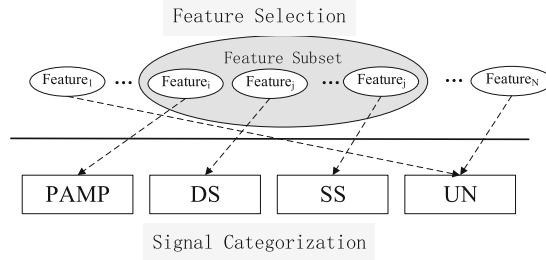 Feature Selection
Feature Subset
Feature1 ... Featurei Featurej ... Featurej ... FeatureN
PAMP DS SS UN
Signal Categorization